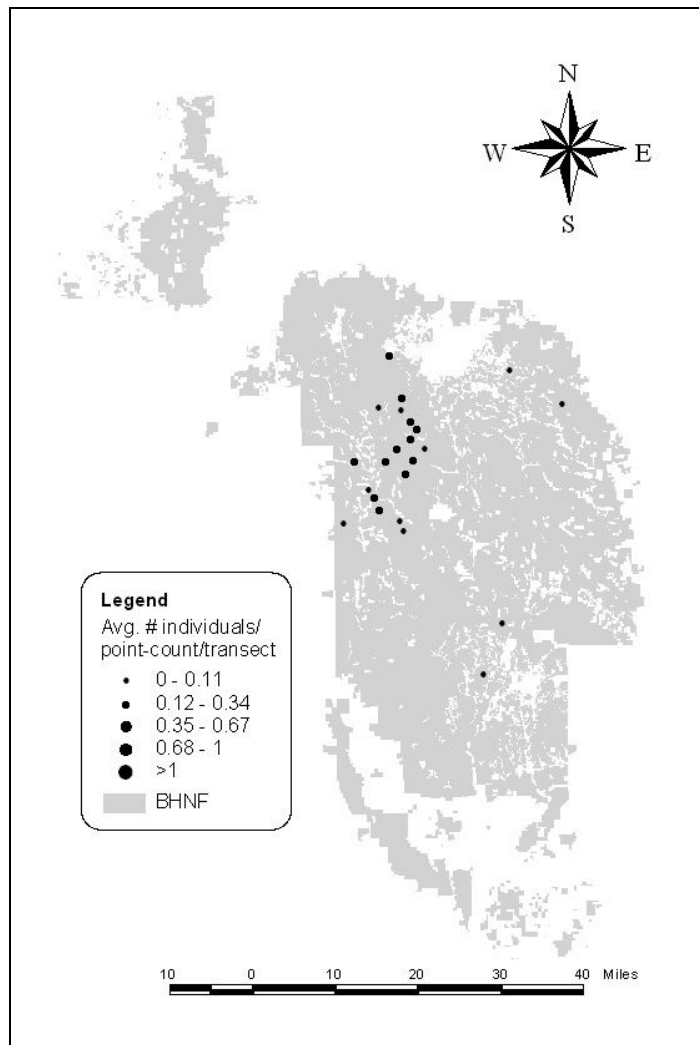 N
W E
S
Legend
Avg. # individuals/
point-count/transect
0 - 0.11
0.12 - 0.34
0.35 - 0.67
0.68 - 1
>1
BHNF
10 0 10 20 30 40 Miles